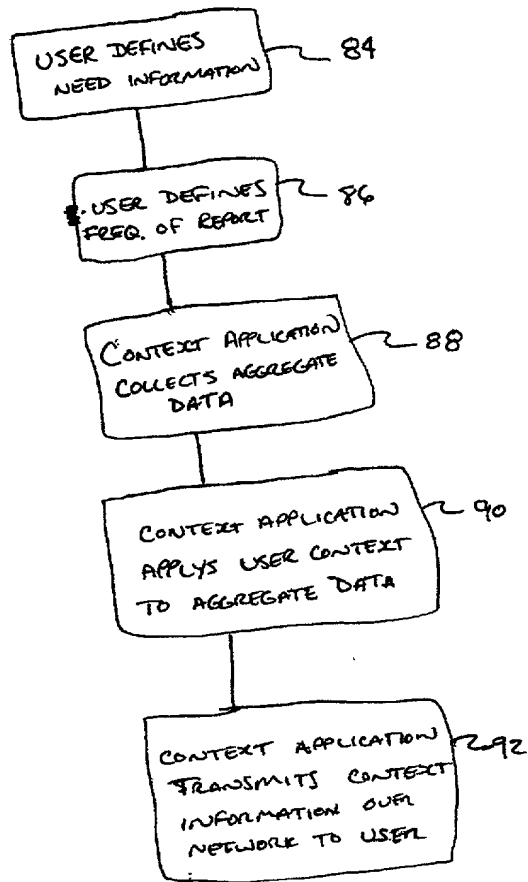 USER DEFINES
NEED INFORMATION
84
USER DEFINES
FREQ. OF REPORT
86
CONTEXT APPLICATION
COLLECTS AGGREGATE
DATA
88
CONTEXT APPLICATION
APPLYS USER CONTEXT
TO AGGREGATE DATA
90
CONTEXT APPLICATION
TRANSMITS CONTEXT
INFORMATION OVER
NETWORK TO USER
92